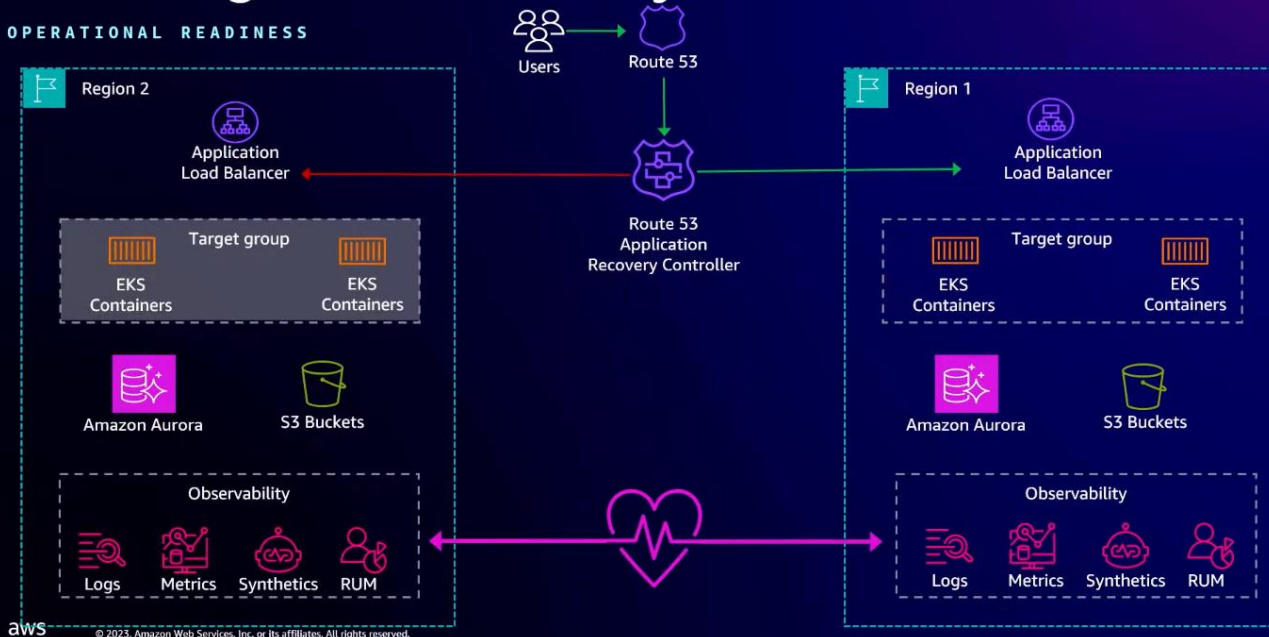 OPERATIONAL READINESS
Users
Route 53
Region 2
Application
Load Balancer
Target group
EKS
Containers
EKS
Containers
Amazon Aurora
S3 Buckets
Observability
Logs
Metrics
Synthetics
RUM
Route 53
Application
Recovery Controller
Region 1
Application
Load Balancer
Target group
EKS
Containers
EKS
Containers
Amazon Aurora
S3 Buckets
Observability
Logs
Metrics
Synthetics
RUM
aws
© 2023, Amazon Web Services, Inc. or its affiliates. All rights reserved.